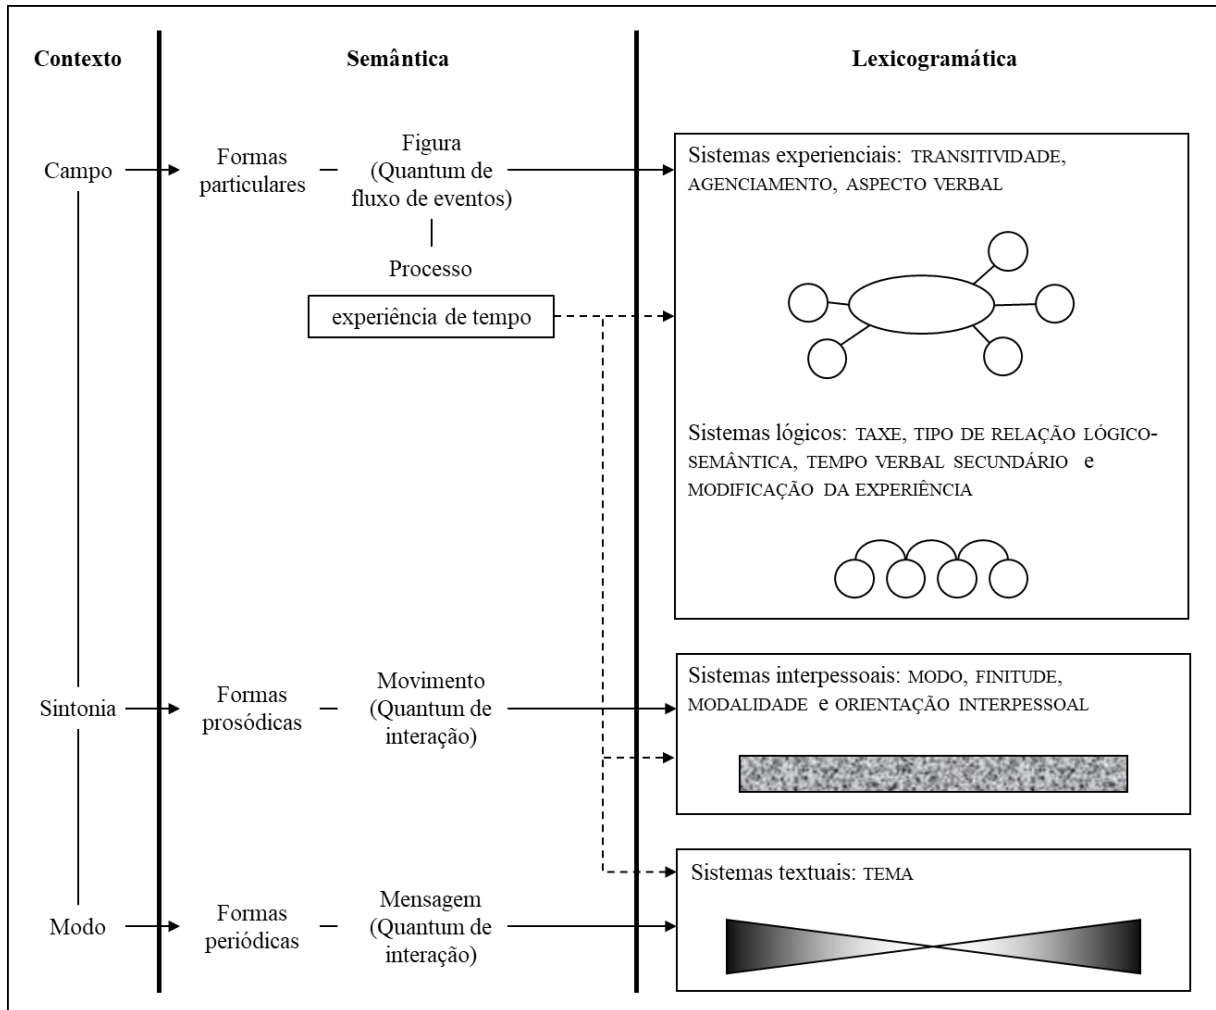 Contexto
Semântica
Lexicogramática
Campo
Formas
particulares
Figura
(Quantum de
fluxo de eventos)
Processo
experiência de tempo
Sistemas experienciais: TRANSITIVIDADE,
AGENCIAMENTO, ASPECTO VERBAL
Sistemas lógicos: TAXE, TIPO DE RELAÇÃO LÓGICO-
SEMÂNTICA, TEMPO VERBAL SECUNDÁRIO e
MODIFICAÇÃO DA EXPERIÊNCIA
Sintonia
Formas
prosódicas
Movimento
(Quantum de
interação)
Sistemas interpessoais: MODO, FINITUDE,
MODALIDADE e ORIENTAÇÃO INTERPESSOAL
Modo
Formas
periódicas
Mensagem
(Quantum de
interação)
Sistemas textuais: TEMA